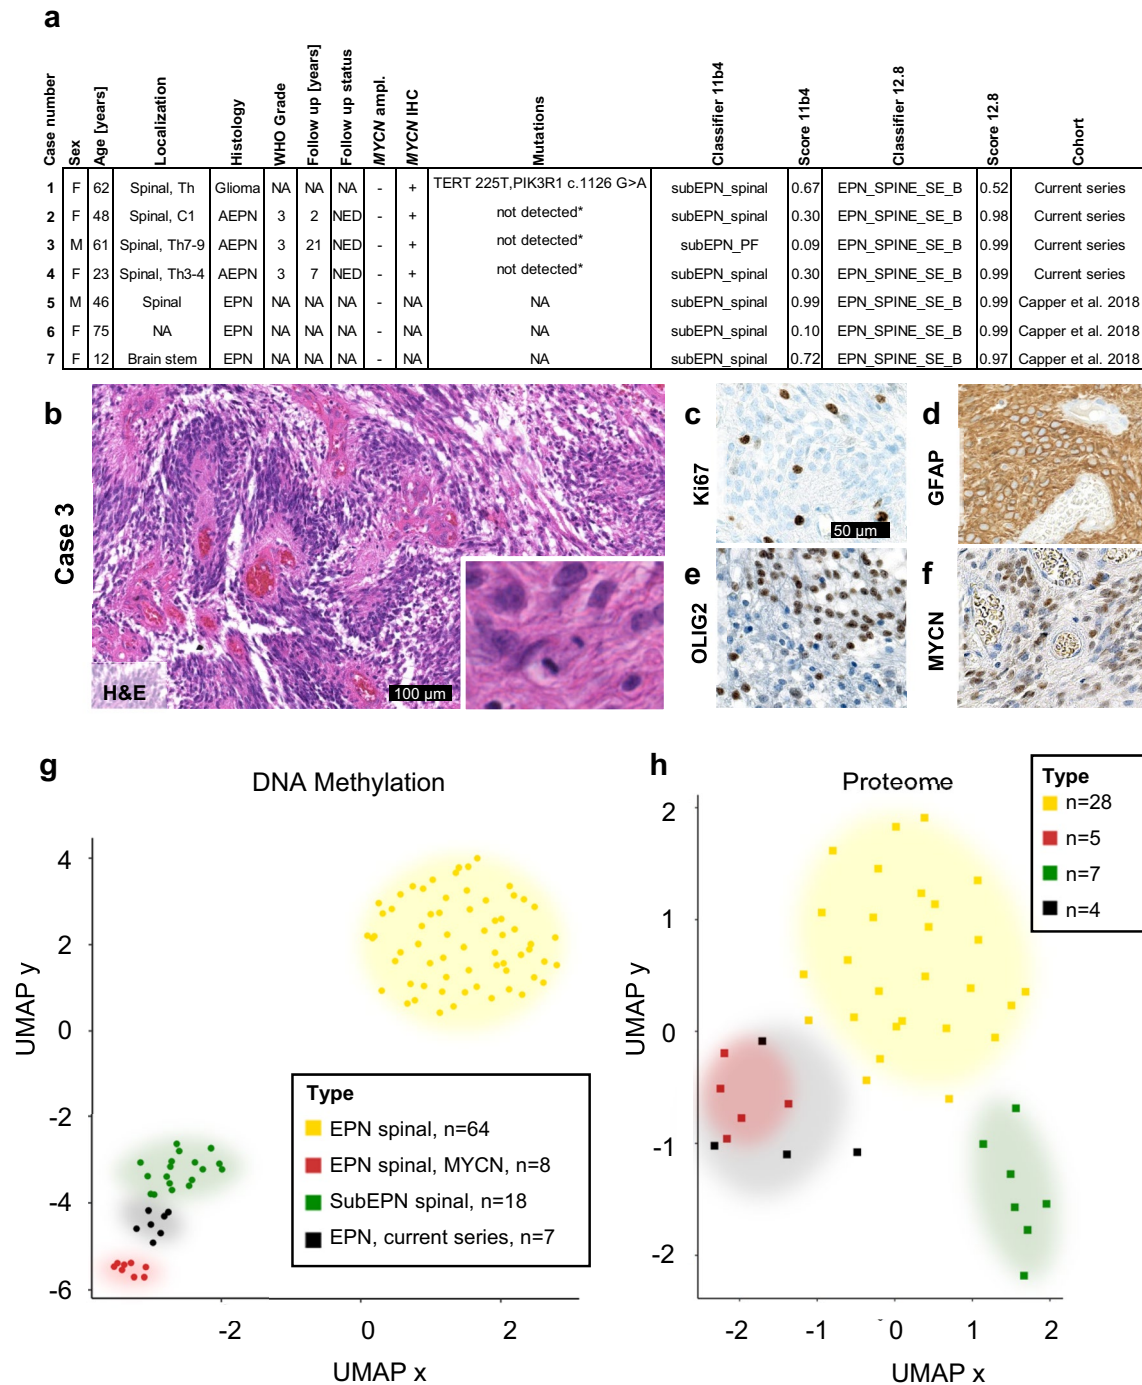 a
Case number Sex Age [years] Localization Histology WHO Grade Follow up [years] Follow up status MYCN ampl. MYCN IHC Mutations Classifier 11b4 Score 11b4 Classifier 12.8 Score 12.8 Cohort
1 F 62 Spinal, Th Glioma NA NA NA - + TERT 225T,PIK3R1 c.1126 G>A subEPN_spinal 0.67 EPN_SPINE_SE_B 0.52 Current series
2 F 48 Spinal, C1 AEPN 3 2 NED - + not detected* subEPN_spinal 0.30 EPN_SPINE_SE_B 0.98 Current series
3 M 61 Spinal, Th7-9 AEPN 3 21 NED - + not detected* subEPN_PF 0.09 EPN_SPINE_SE_B 0.99 Current series
4 F 23 Spinal, Th3-4 AEPN 3 7 NED - + not detected* subEPN_spinal 0.30 EPN_SPINE_SE_B 0.99 Current series
5 M 46 Spinal EPN NA NA NA - NA NA subEPN_spinal 0.99 EPN_SPINE_SE_B 0.99 Capper et al. 2018
6 F 75 NA EPN NA NA NA - NA NA subEPN_spinal 0.10 EPN_SPINE_SE_B 0.99 Capper et al. 2018
7 F 12 Brain stem EPN NA NA NA - NA NA subEPN_spinal 0.72 EPN_SPINE_SE_B 0.97 Capper et al. 2018
b
Case 3
H&E
100 µm
c
Ki67
50 µm
d
GFAP
e
OLIG2
f
MYCN
g
DNA Methylation
UMAP y
4
2
0
-2
-4
-6
-2 0 2
UMAP x
Type
EPN spinal, n=64
EPN spinal, MYCN, n=8
SubEPN spinal, n=18
EPN, current series, n=7
h
Proteome
UMAP y
2
1
0
-1
-2
-2 -1 0 1 2
UMAP x
Type
n=28
n=5
n=7
n=4